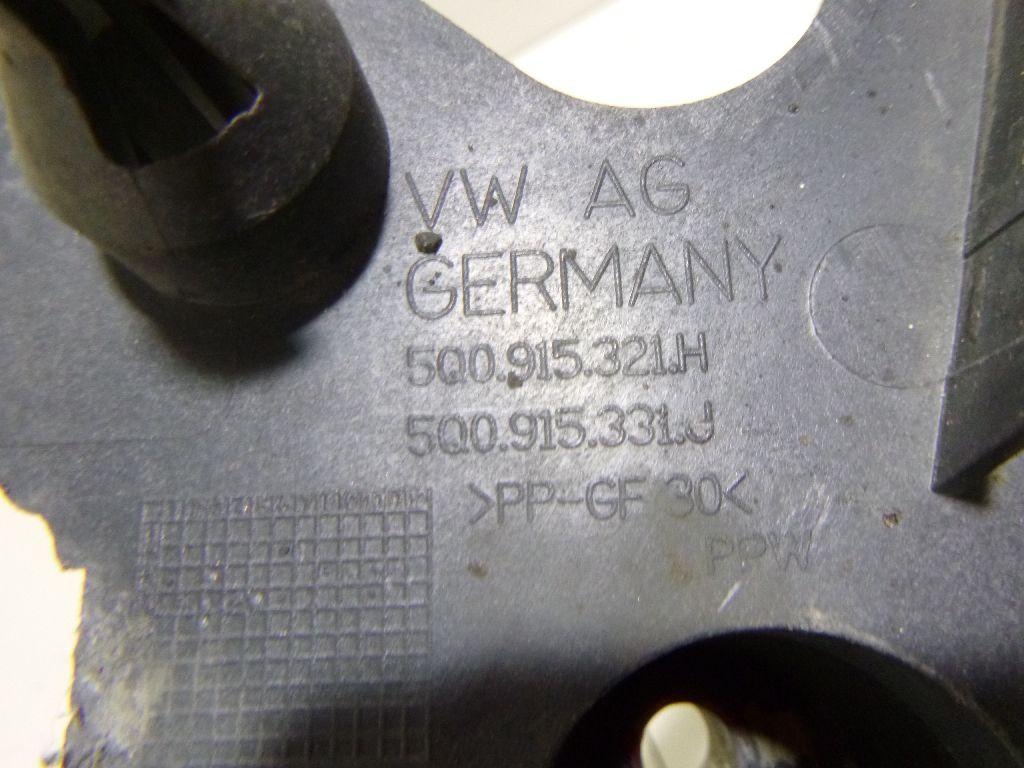 VW AG
GERMANY
5Q0.915.321.H
5Q0.915.331.J
>PP-GF 30<
PPW